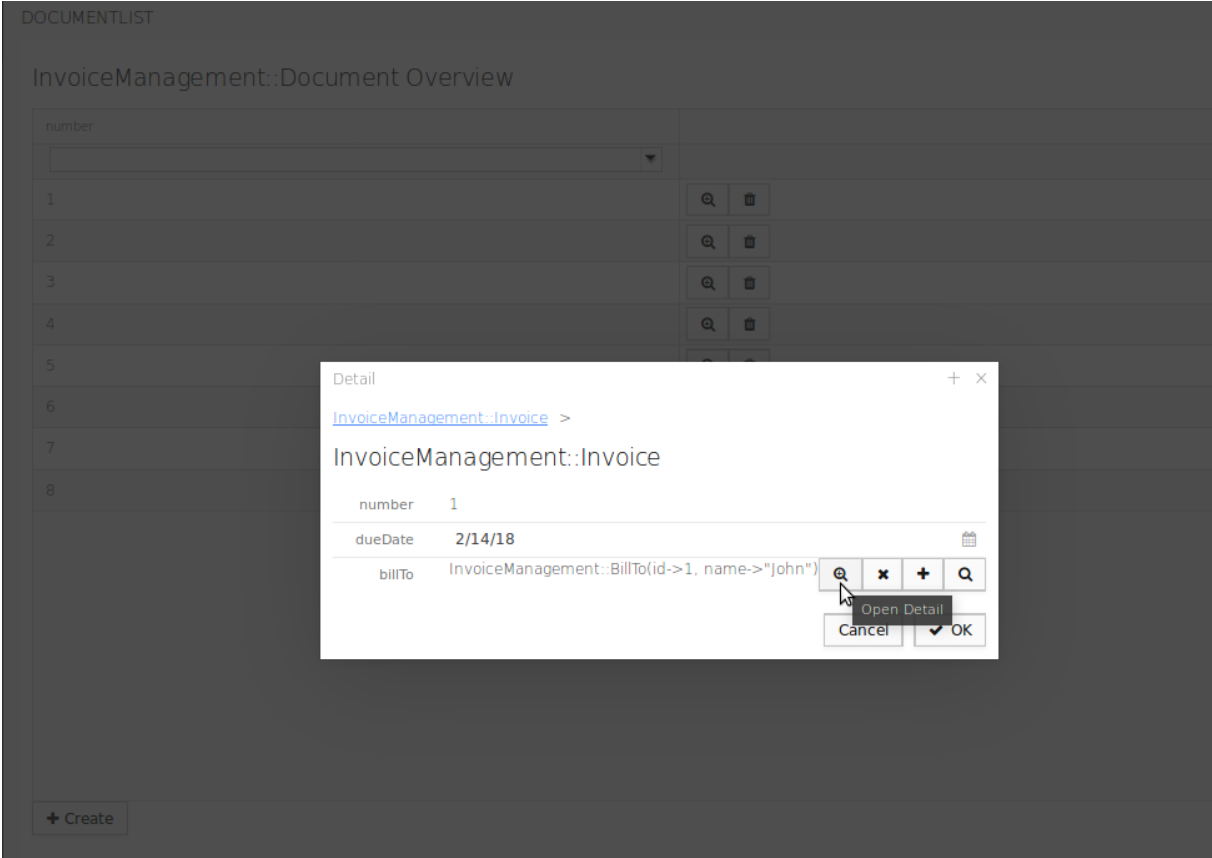 DOCUMENTLIST
InvoiceManagement::Document Overview
number
1
2
3
4
5
6
7
8
Detail
InvoiceManagement::Invoice >
InvoiceManagement::Invoice
number 1
dueDate 2/14/18
billTo InvoiceManagement::BillTo(id->1, name->"John")
Open Detail
Cancel OK
Create